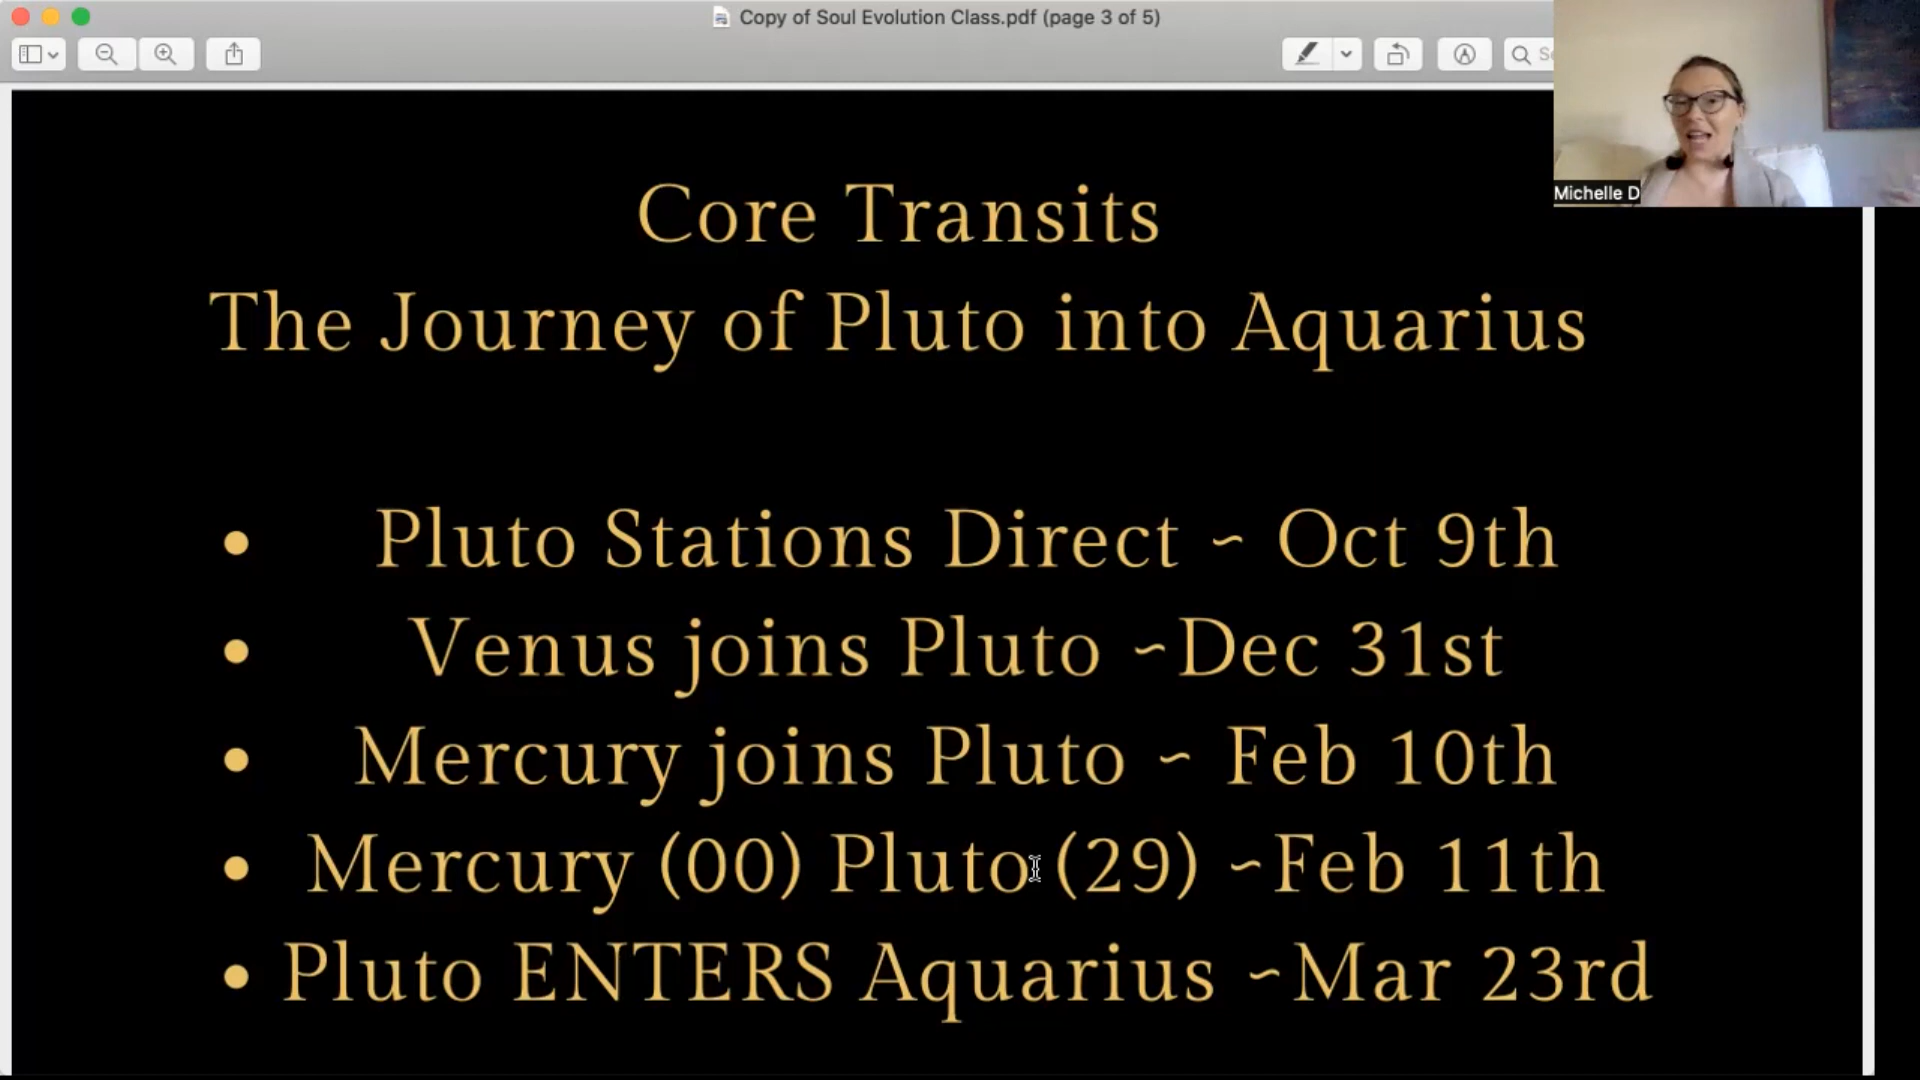 Copy of Soul Evolution Class.pdf (page 3 of 5)
Michelle D
Core Transits
The Journey of Pluto into Aquarius
• Pluto Stations Direct ~ Oct 9th
• Venus joins Pluto ~Dec 31st
• Mercury joins Pluto ~ Feb 10th
• Mercury (00) Pluto (29) ~Feb 11th
• Pluto ENTERS Aquarius ~Mar 23rd